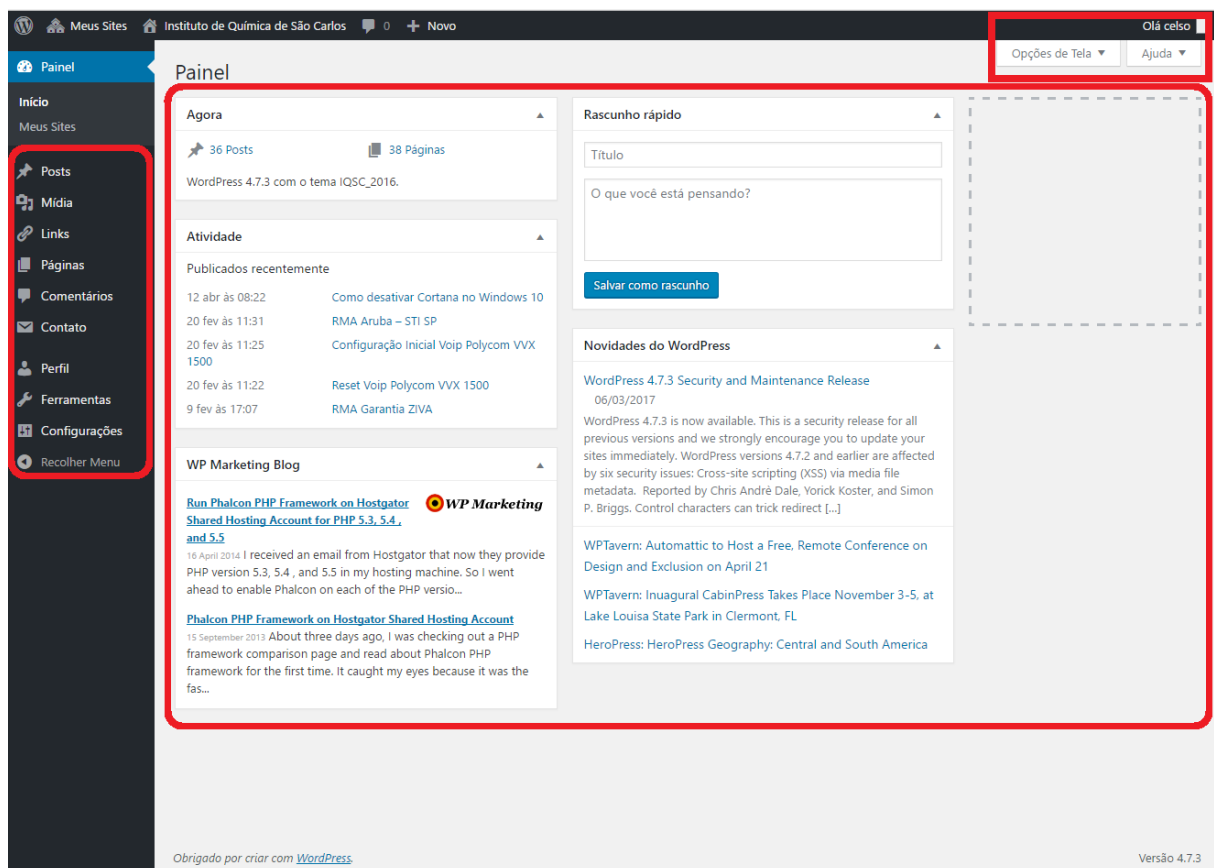 Meus Sites Instituto de Química de São Carlos 0 Novo Olá celso
Opções de Tela Ajuda
Painel
Início
Meus Sites
Posts
Mídia
Links
Páginas
Comentários
Contato
Perfil
Ferramentas
Configurações
Recolher Menu
Painel
Agora
36 Posts 38 Páginas
WordPress 4.7.3 com o tema IQSC_2016.
Atividade
Publicados recentemente
12 abr às 08:22 Como desativar Cortana no Windows 10
20 fev às 11:31 RMA Aruba – STI SP
20 fev às 11:25 Configuração Inicial Voip Polycom VVX
1500
20 fev às 11:22 Reset Voip Polycom VVX 1500
9 fev às 17:07 RMA Garantia ZIVA
WP Marketing Blog
WP Marketing
Run Phalcon PHP Framework on Hostgator
Shared Hosting Account for PHP 5.3, 5.4 ,
and 5.5
16 April 2014 I received an email from Hostgator that now they provide
PHP version 5.3, 5.4 , and 5.5 in my hosting machine. So I went
ahead to enable Phalcon on each of the PHP versio...
Phalcon PHP Framework on Hostgator Shared Hosting Account
15 September 2013 About three days ago, I was checking out a PHP
framework comparison page and read about Phalcon PHP
framework for the first time. It caught my eyes because it was the
fas...
Rascunho rápido
Título
O que você está pensando?
Salvar como rascunho
Novidades do WordPress
WordPress 4.7.3 Security and Maintenance Release
06/03/2017
WordPress 4.7.3 is now available. This is a security release for all
previous versions and we strongly encourage you to update your
sites immediately. WordPress versions 4.7.2 and earlier are affected
by six security issues: Cross-site scripting (XSS) via media file
metadata. Reported by Chris André Dale, Yorick Koster, and Simon
P. Briggs. Control characters can trick redirect [...]
WPTavern: Automattic to Host a Free, Remote Conference on
Design and Exclusion on April 21
WPTavern: Inuagural CabinPress Takes Place November 3-5, at
Lake Louisa State Park in Clermont, FL
HeroPress: HeroPress Geography: Central and South America
Obrigado por criar com WordPress.
Versão 4.7.3